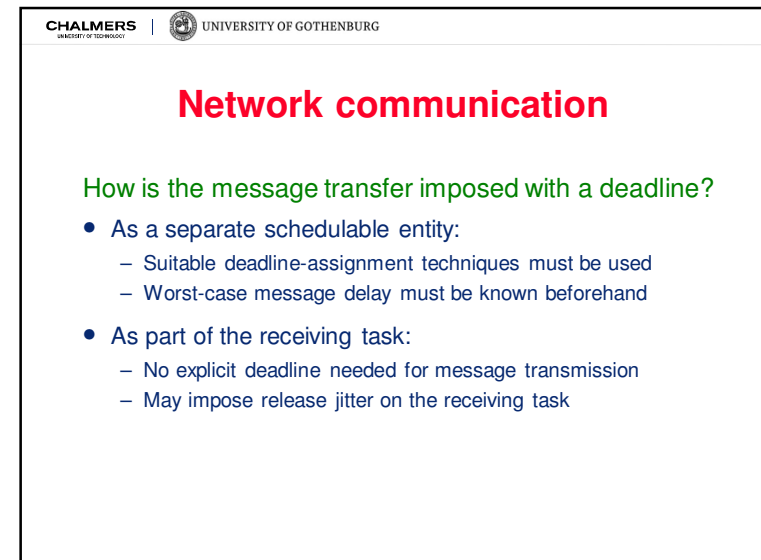 CHALMERS | UNIVERSITY OF GOTHENBURG
UNIVERSITY OF TECHNOLOGY
Network communication
How is the message transfer imposed with a deadline?
• As a separate schedulable entity:
– Suitable deadline-assignment techniques must be used
– Worst-case message delay must be known beforehand
• As part of the receiving task:
– No explicit deadline needed for message transmission
– May impose release jitter on the receiving task